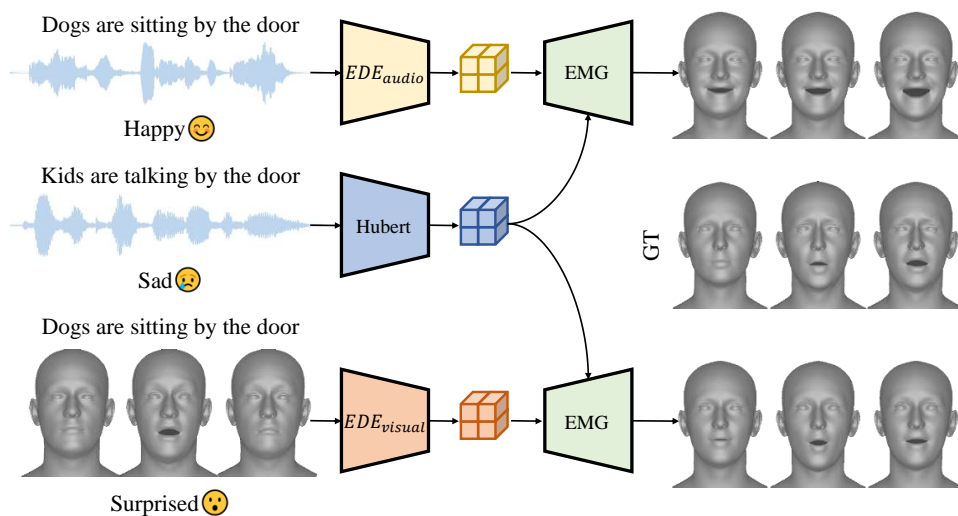 Dogs are sitting by the door
EDE_audio
EMG
Happy
Kids are talking by the door
Hubert
GT
Sad
Dogs are sitting by the door
EDE_visual
EMG
Surprised